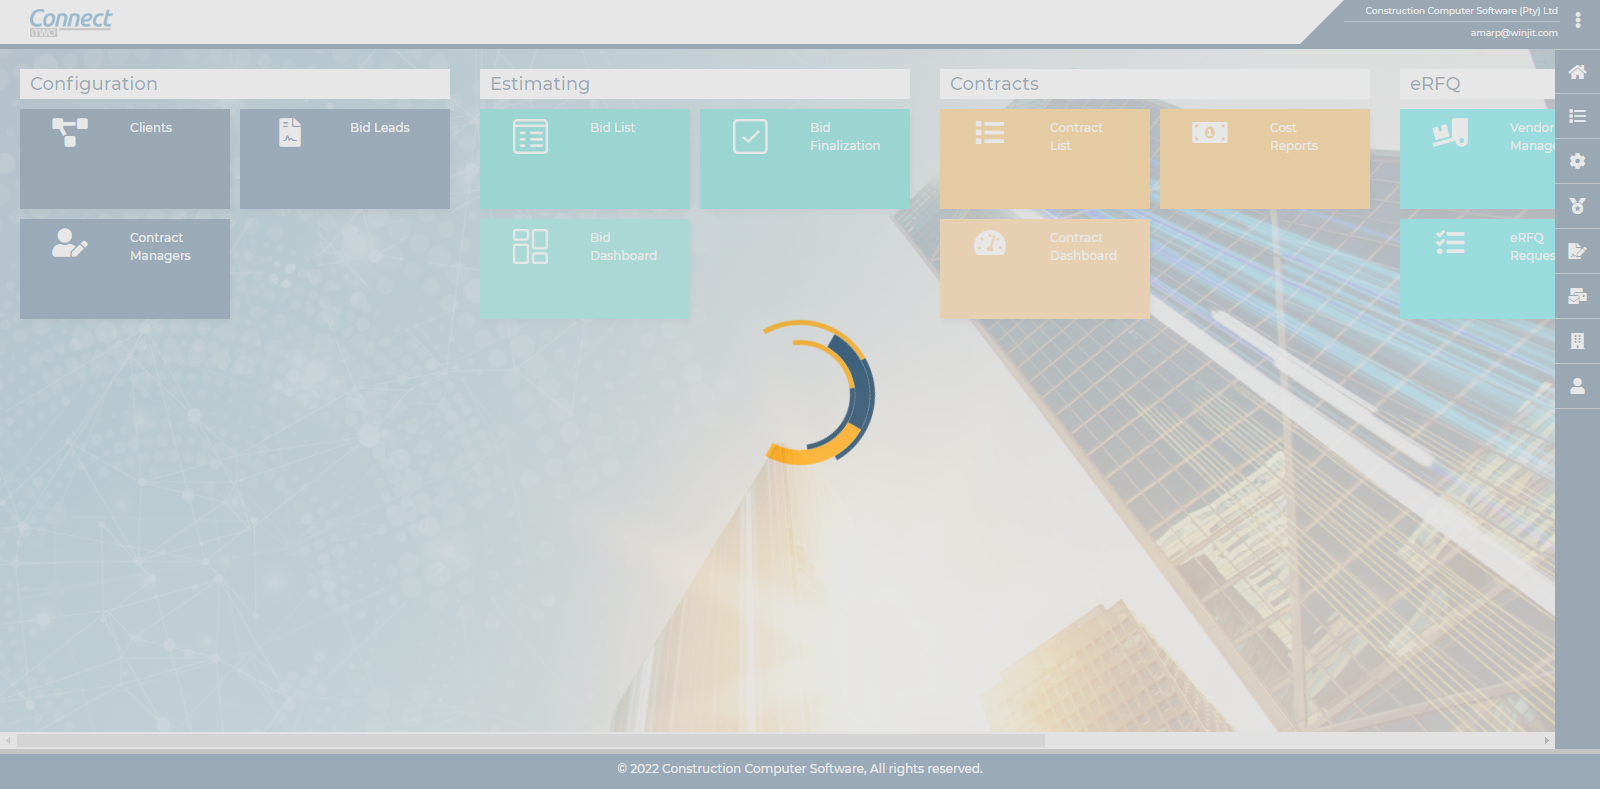 Connect
iTWO
Construction Computer Software (Pty) Ltd
amarp@winjit.com
Configuration
Clients
Bid Leads
Contract
Managers
Estimating
Bid List
Bid
Finalization
Bid
Dashboard
Contracts
Contract
List
Cost
Reports
Contract
Dashboard
eRFQ
Vendor
Manag
eRFQ
Reques
© 2022 Construction Computer Software, All rights reserved.